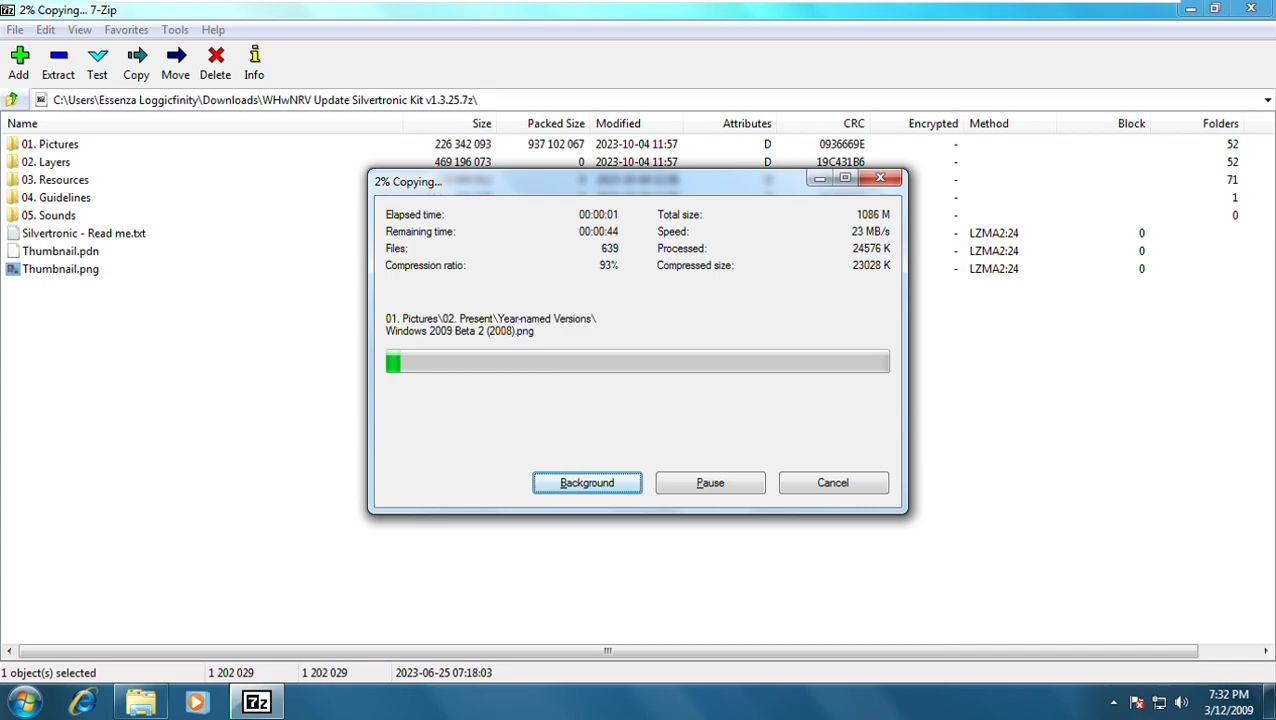 2% Copying... 7-Zip
File Edit View Favorites Tools Help
Add Extract Test Copy Move Delete Info
C:\Users\Essenza Loggicfinity\Downloads\WHwNRV Update Silvertronic Kit v1.3.25.7z\
Name Size Packed Size Modified Attributes CRC Encrypted Method Block Folders
01. Pictures 226 342 093 937 102 067 2023-10-04 11:57 D 0936669E - 52
02. Layers 469 196 073 0 2023-10-04 11:57 D 19C431B6 - 52
03. Resources - 71
04. Guidelines - 1
05. Sounds - 0
Silvertronic - Read me.txt - LZMA2:24 0
Thumbnail.pdn - LZMA2:24 0
Thumbnail.png - LZMA2:24 0
2% Copying...
Elapsed time: 00:00:01 Total size: 1086 M
Remaining time: 00:00:44 Speed: 23 MB/s
Files: 639 Processed: 24576 K
Compression ratio: 93% Compressed size: 23028 K
01. Pictures\02. Present\Year-named Versions\
Windows 2009 Beta 2 (2008).png
Background Pause Cancel
1 object(s) selected 1 202 029 1 202 029 2023-06-25 07:18:03
7z
7:32 PM
3/12/2009